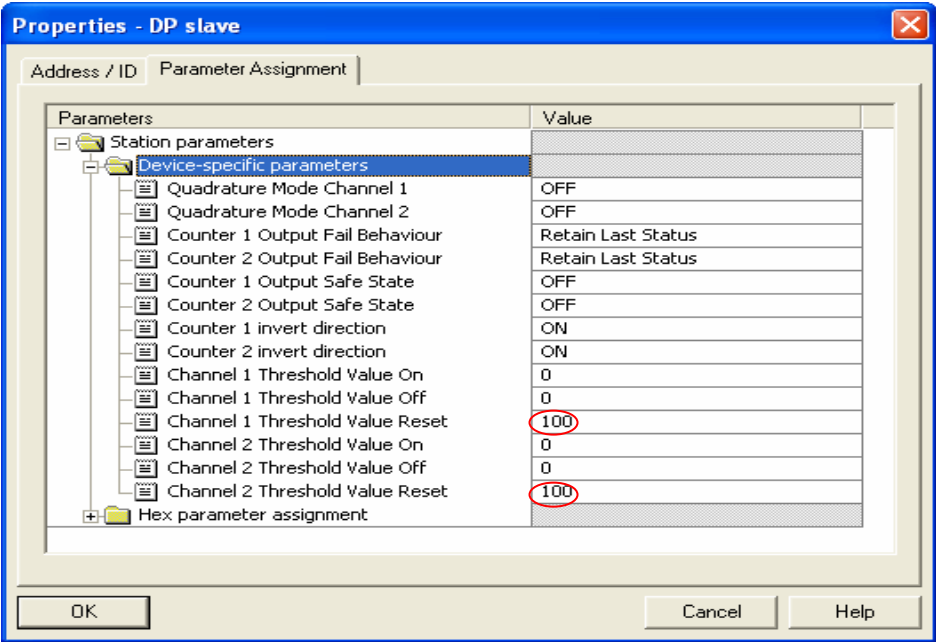 Properties - DP slave
Address / ID Parameter Assignment
Parameters Value
Station parameters
Device-specific parameters
Quadrature Mode Channel 1 OFF
Quadrature Mode Channel 2 OFF
Counter 1 Output Fail Behaviour Retain Last Status
Counter 2 Output Fail Behaviour Retain Last Status
Counter 1 Output Safe State OFF
Counter 2 Output Safe State OFF
Counter 1 invert direction ON
Counter 2 invert direction ON
Channel 1 Threshold Value On 0
Channel 1 Threshold Value Off 0
Channel 1 Threshold Value Reset 100
Channel 2 Threshold Value On 0
Channel 2 Threshold Value Off 0
Channel 2 Threshold Value Reset 100
Hex parameter assignment
OK Cancel Help